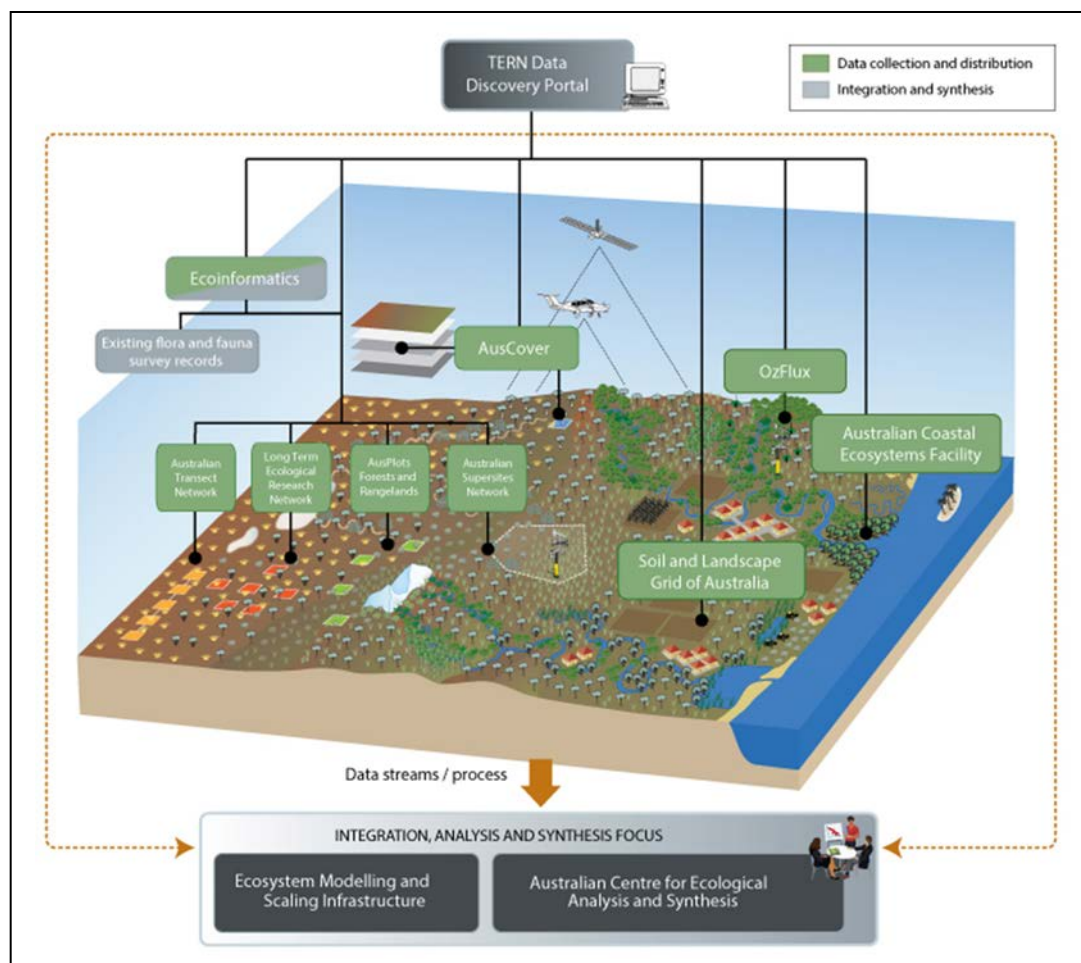 TERN Data
Discovery Portal
Data collection and distribution
Integration and synthesis
Ecoinformatics
Existing flora and fauna
survey records
AusCover
OzFlux
Australian Coastal
Ecosystems Facility
Australian
Transect
Network
Long Term
Ecological
Research
Network
AusPlots
Forests and
Rangelands
Australian
Supersites
Network
Soil and Landscape
Grid of Australia
Data streams / process
INTEGRATION, ANALYSIS AND SYNTHESIS FOCUS
Ecosystem Modelling and
Scaling Infrastructure
Australian Centre for Ecological
Analysis and Synthesis